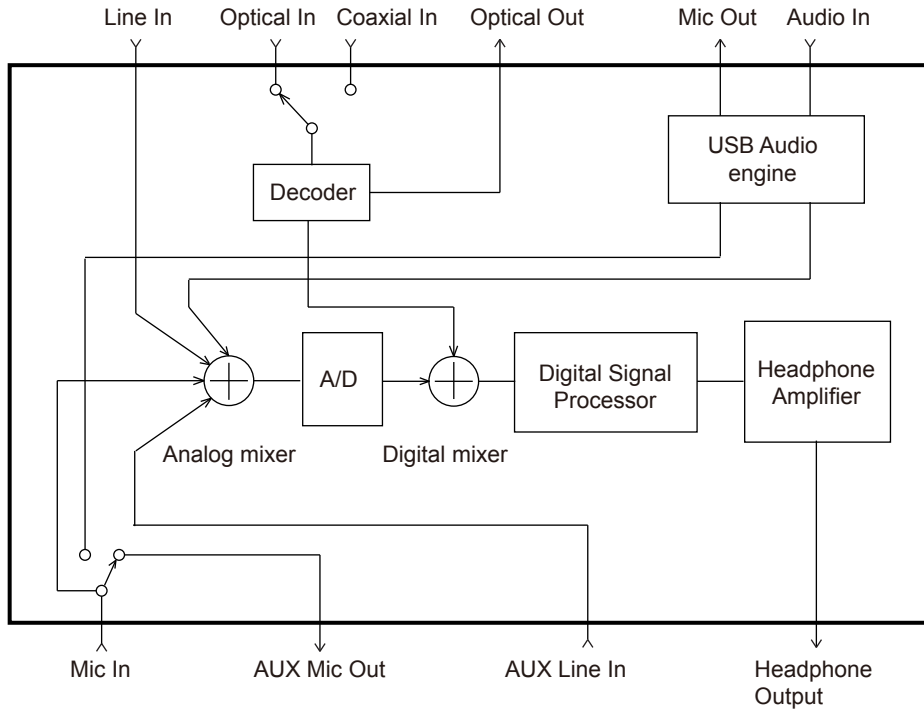 Line In
Optical In
Coaxial In
Optical Out
Mic Out
Audio In
USB Audio
engine
Decoder
A/D
Digital Signal
Processor
Headphone
Amplifier
Analog mixer
Digital mixer
Mic In
AUX Mic Out
AUX Line In
Headphone
Output